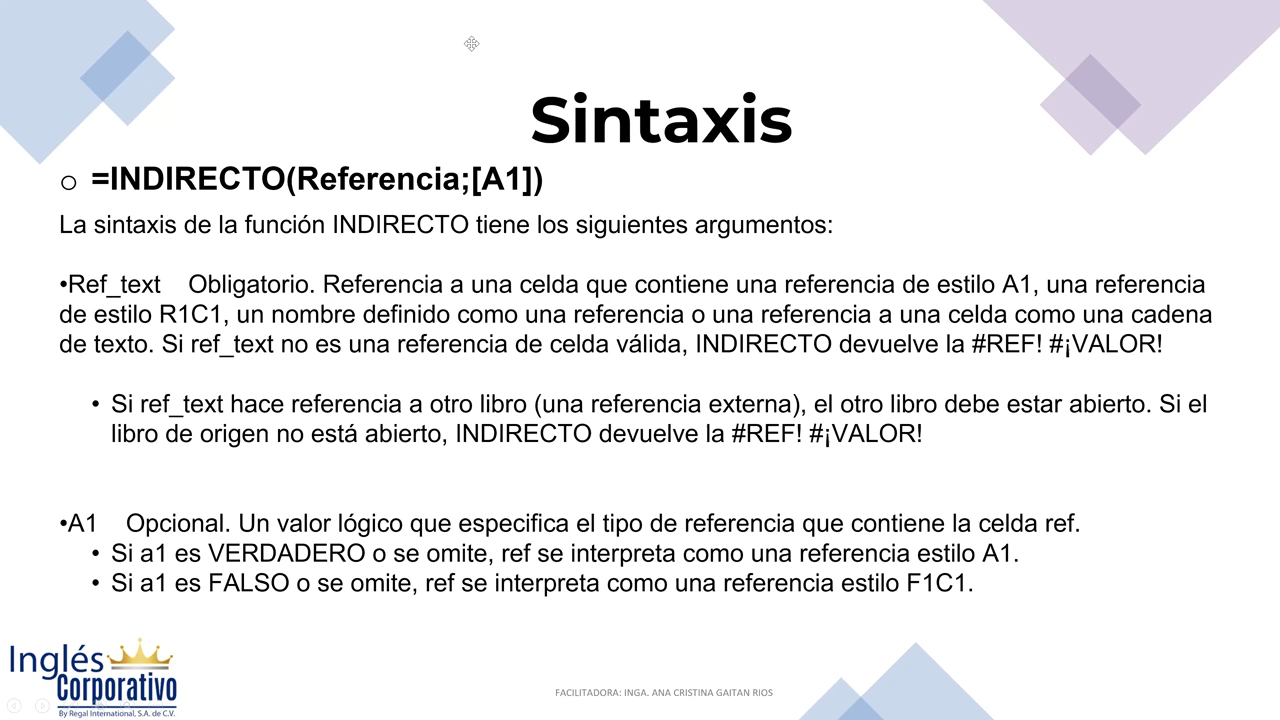 Sintaxis
o =INDIRECTO(Referencia;[A1])
La sintaxis de la función INDIRECTO tiene los siguientes argumentos:
•Ref_text Obligatorio. Referencia a una celda que contiene una referencia de estilo A1, una referencia
de estilo R1C1, un nombre definido como una referencia o una referencia a una celda como una cadena
de texto. Si ref_text no es una referencia de celda válida, INDIRECTO devuelve la #REF! #¡VALOR!
• Si ref_text hace referencia a otro libro (una referencia externa), el otro libro debe estar abierto. Si el
libro de origen no está abierto, INDIRECTO devuelve la #REF! #¡VALOR!
•A1 Opcional. Un valor lógico que especifica el tipo de referencia que contiene la celda ref.
• Si a1 es VERDADERO o se omite, ref se interpreta como una referencia estilo A1.
• Si a1 es FALSO o se omite, ref se interpreta como una referencia estilo F1C1.
Inglés
Corporativo
By Regal International, S.A. de C.V.
FACILITADORA: INGA. ANA CRISTINA GAITAN RIOS